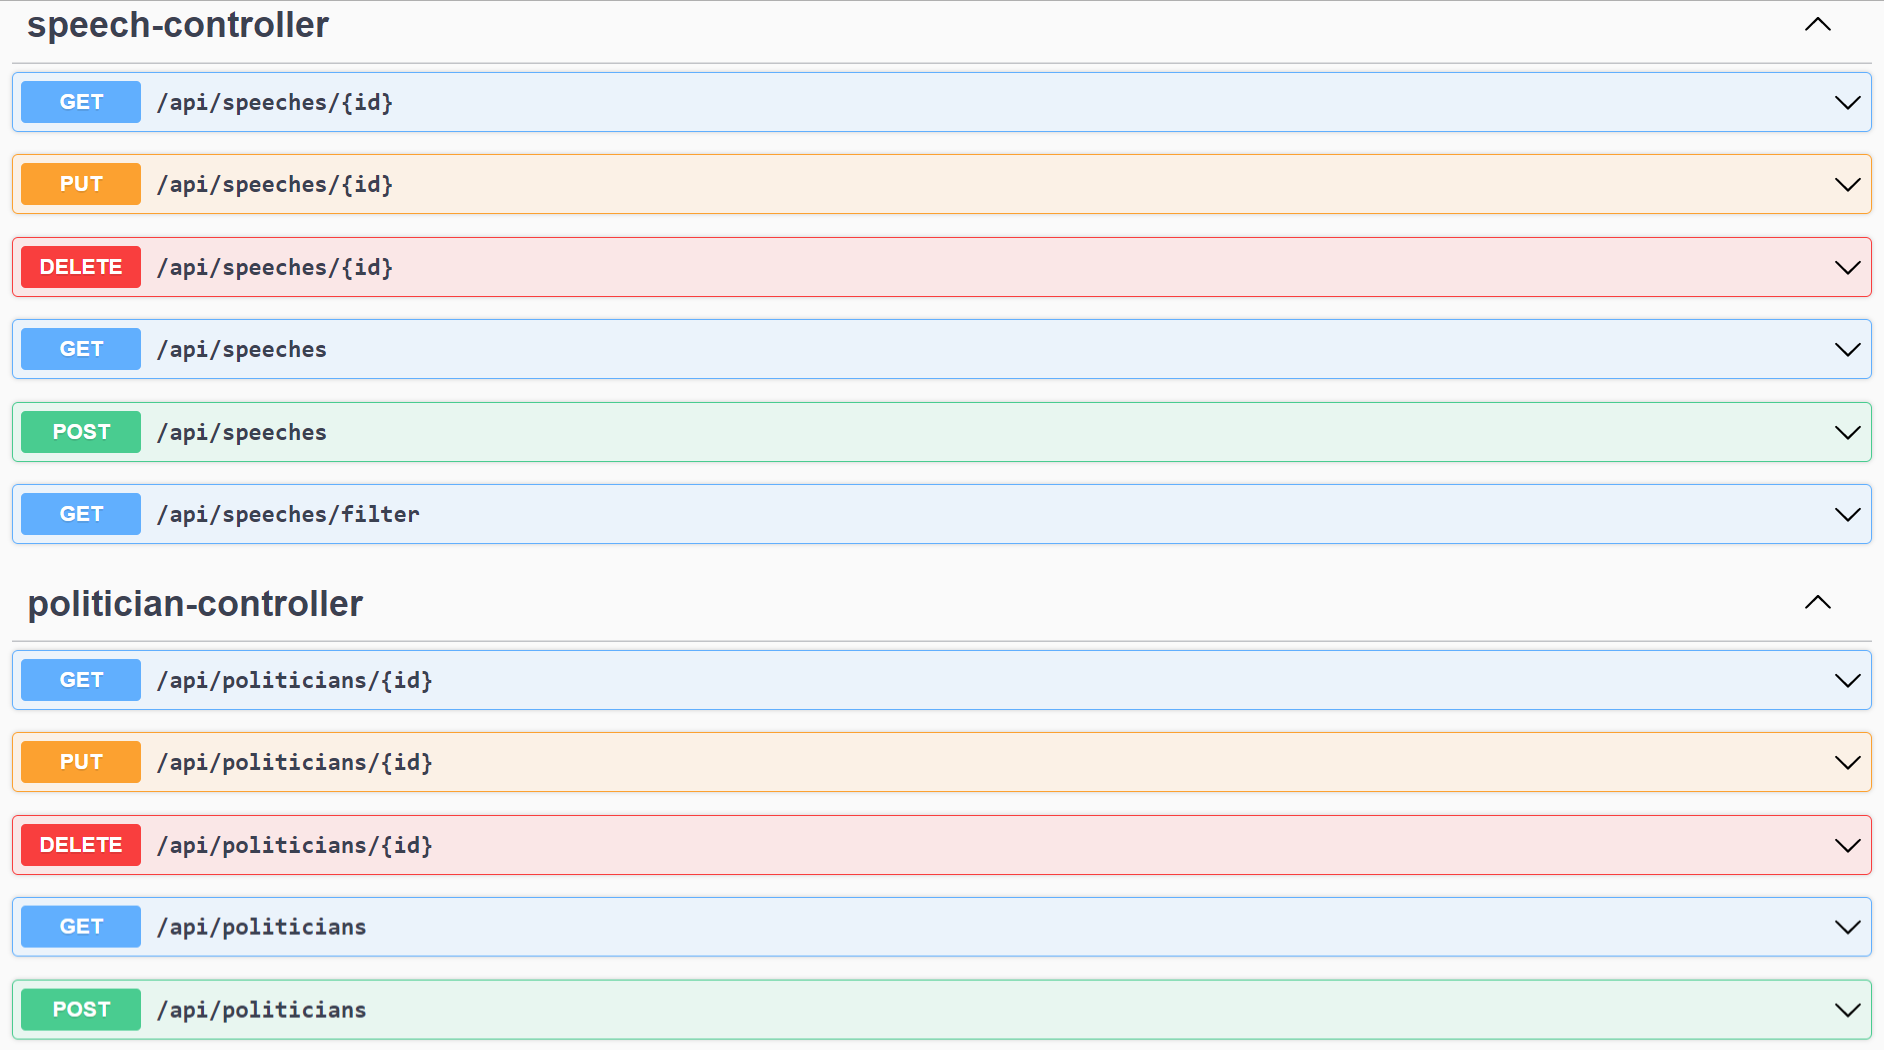 speech-controller
GET /api/speeches/{id}
PUT /api/speeches/{id}
DELETE /api/speeches/{id}
GET /api/speeches
POST /api/speeches
GET /api/speeches/filter
politician-controller
GET /api/politicians/{id}
PUT /api/politicians/{id}
DELETE /api/politicians/{id}
GET /api/politicians
POST /api/politicians